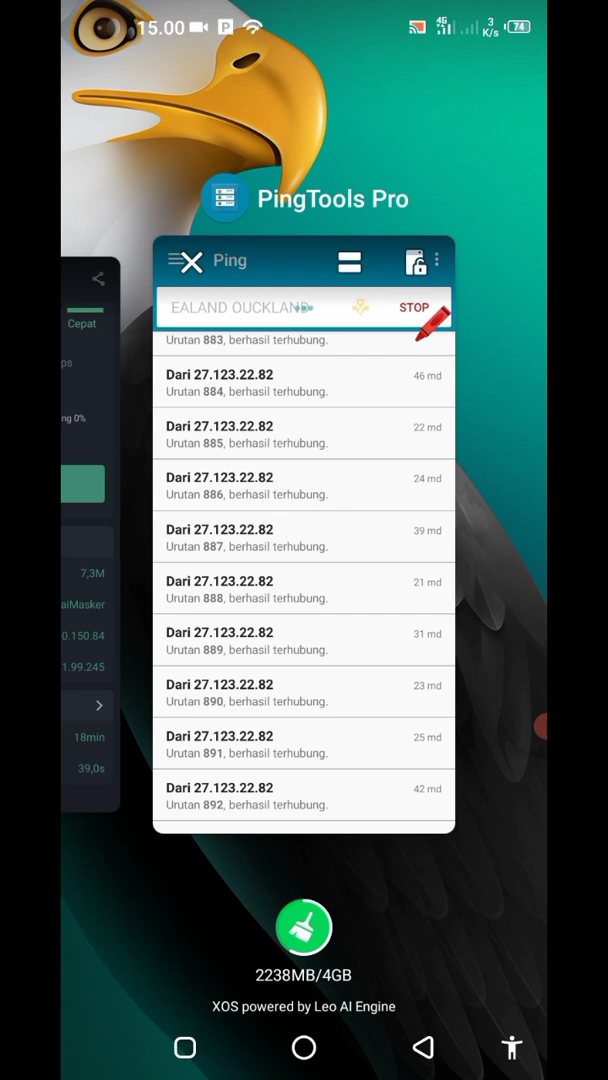 15.00 P 4G 3 K/s 74
PingTools Pro
Ping
EALAND OUCKLAND STOP
Cepat
Urutan 883, berhasil terhubung.
ps
Dari 27.123.22.82 46 md
Urutan 884, berhasil terhubung.
ng 0%
Dari 27.123.22.82 22 md
Urutan 885, berhasil terhubung.
Dari 27.123.22.82 24 md
Urutan 886, berhasil terhubung.
Dari 27.123.22.82 39 md
Urutan 887, berhasil terhubung.
7,3M
Dari 27.123.22.82 21 md
Urutan 888, berhasil terhubung.
aiMasker
Dari 27.123.22.82 31 md
0.150.84
Urutan 889, berhasil terhubung.
1.99.245
Dari 27.123.22.82 23 md
Urutan 890, berhasil terhubung.
18min
Dari 27.123.22.82 25 md
Urutan 891, berhasil terhubung.
39,0s
Dari 27.123.22.82 42 md
Urutan 892, berhasil terhubung.
2238MB/4GB
XOS powered by Leo AI Engine